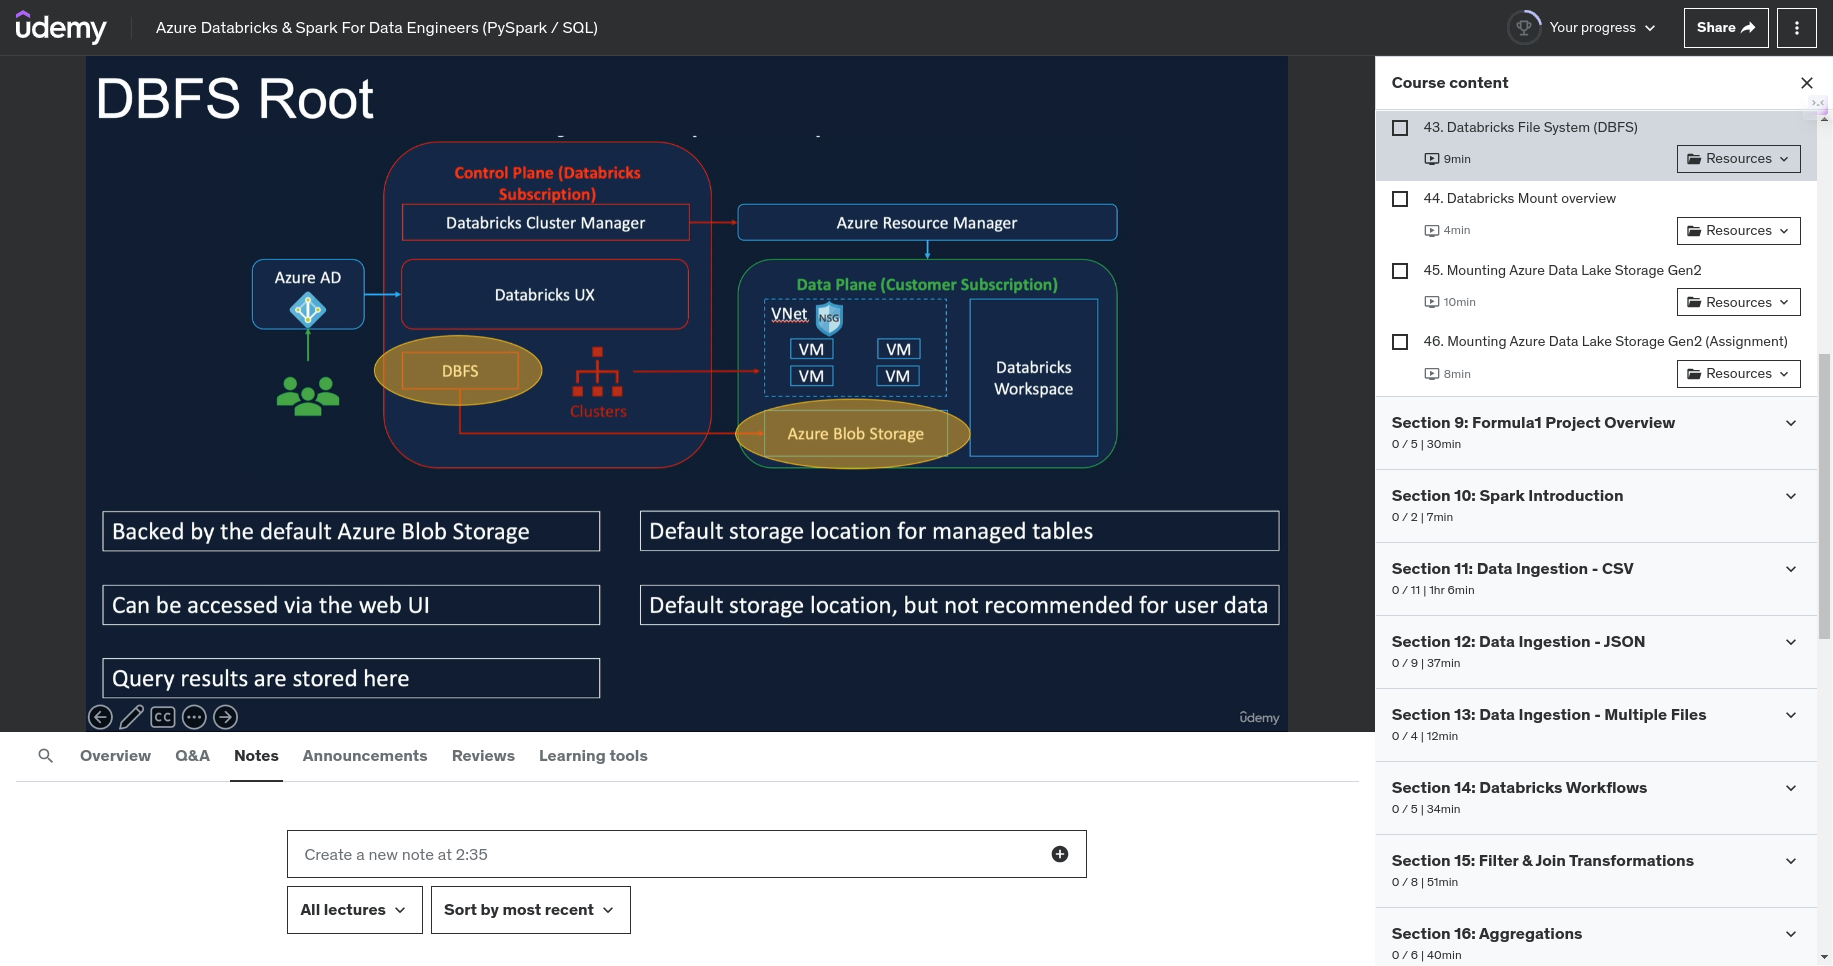 udemy
Azure Databricks & Spark For Data Engineers (PySpark / SQL)
Your progress
Share
DBFS Root
Control Plane (Databricks
Subscription)
Databricks Cluster Manager
Azure Resource Manager
Azure AD
Databricks UX
Data Plane (Customer Subscription)
VNet
NSG
VM
VM
VM
VM
DBFS
Clusters
Databricks
Workspace
Azure Blob Storage
Backed by the default Azure Blob Storage
Default storage location for managed tables
Can be accessed via the web UI
Default storage location, but not recommended for user data
Query results are stored here
CC
udemy
Overview
Q&A
Notes
Announcements
Reviews
Learning tools
Create a new note at 2:35
All lectures
Sort by most recent
Course content
43. Databricks File System (DBFS)
9min
Resources
44. Databricks Mount overview
4min
Resources
45. Mounting Azure Data Lake Storage Gen2
10min
Resources
46. Mounting Azure Data Lake Storage Gen2 (Assignment)
8min
Resources
Section 9: Formula1 Project Overview
0 / 5 | 30min
Section 10: Spark Introduction
0 / 2 | 7min
Section 11: Data Ingestion - CSV
0 / 11 | 1hr 6min
Section 12: Data Ingestion - JSON
0 / 9 | 37min
Section 13: Data Ingestion - Multiple Files
0 / 4 | 12min
Section 14: Databricks Workflows
0 / 5 | 34min
Section 15: Filter & Join Transformations
0 / 8 | 51min
Section 16: Aggregations
0 / 6 | 40min